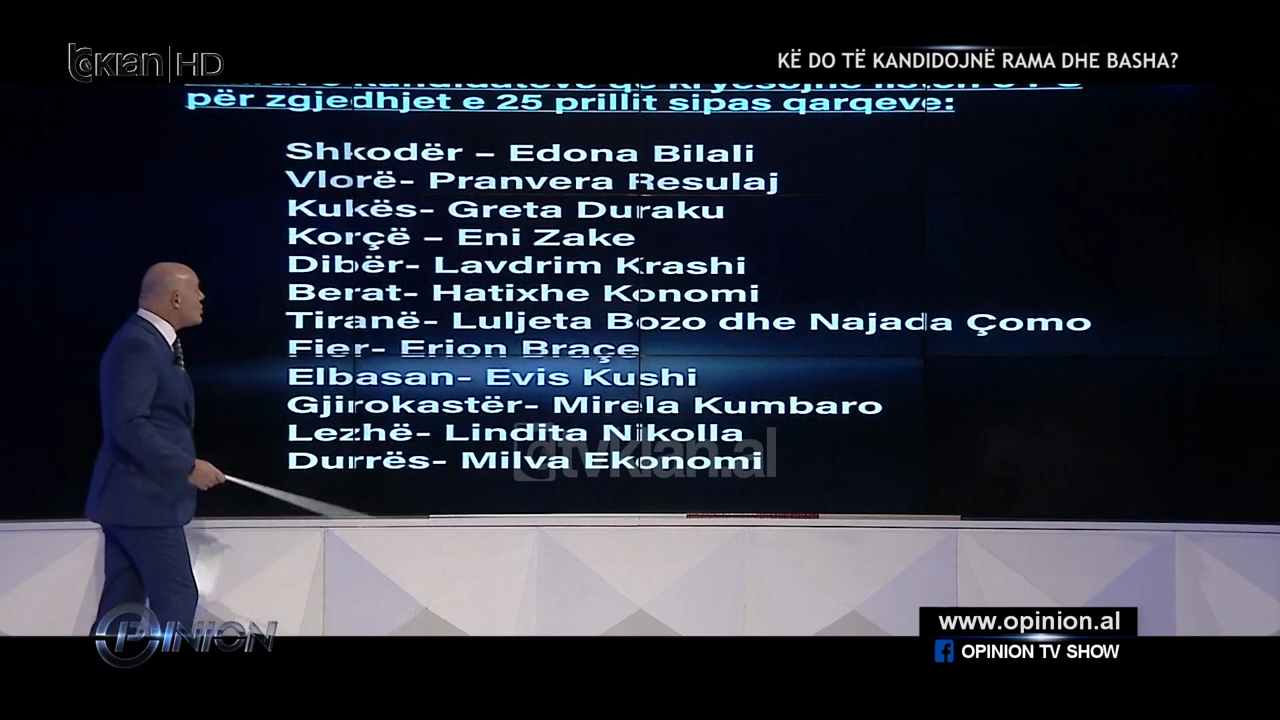 tvklan HD
KË DO TË KANDIDOJNË RAMA DHE BASHA?
për zgjedhjet e 25 prillit sipas qarqeve:
Shkodër – Edona Bilali
Vlorë- Pranvera Resulaj
Kukës- Greta Duraku
Korçë – Eni Zake
Dibër- Lavdrim Krashi
Berat- Hatixhe Konomi
Tiranë- Luljeta Bozo dhe Najada Çomo
Fier- Erion Braçe
Elbasan- Evis Kushi
Gjirokastër- Mirela Kumbaro
Lezhë- Lindita Nikolla
Durrës- Milva Ekonomi
tvklan.al
OPINION
www.opinion.al
OPINION TV SHOW